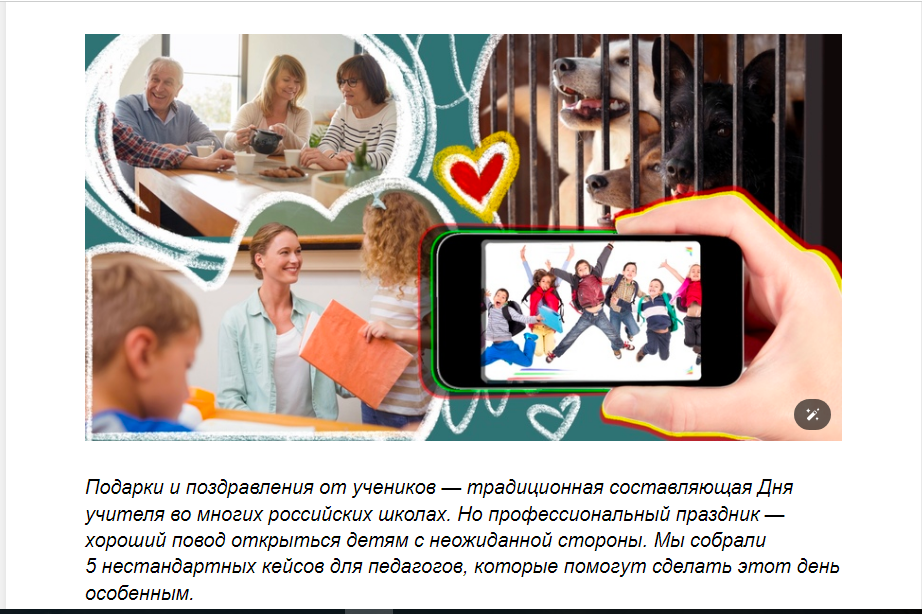 Подарки и поздравления от учеников — традиционная составляющая Дня
учителя во многих российских школах. Но профессиональный праздник —
хороший повод открыться детям с неожиданной стороны. Мы собрали
5 нестандартных кейсов для педагогов, которые помогут сделать этот день
особенным.